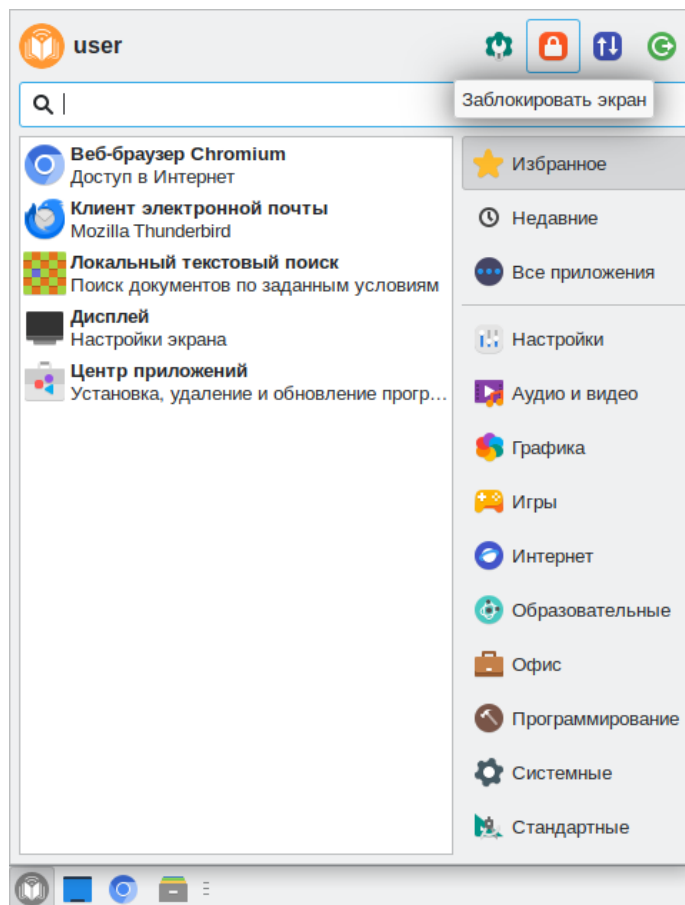 user
Заблокировать экран
Веб-браузер Chromium
Доступ в Интернет
Клиент электронной почты
Mozilla Thunderbird
Локальный текстовый поиск
Поиск документов по заданным условиям
Дисплей
Настройки экрана
Центр приложений
Установка, удаление и обновление прогр...
Избранное
Недавние
Все приложения
Настройки
Аудио и видео
Графика
Игры
Интернет
Образовательные
Офис
Программирование
Системные
Стандартные